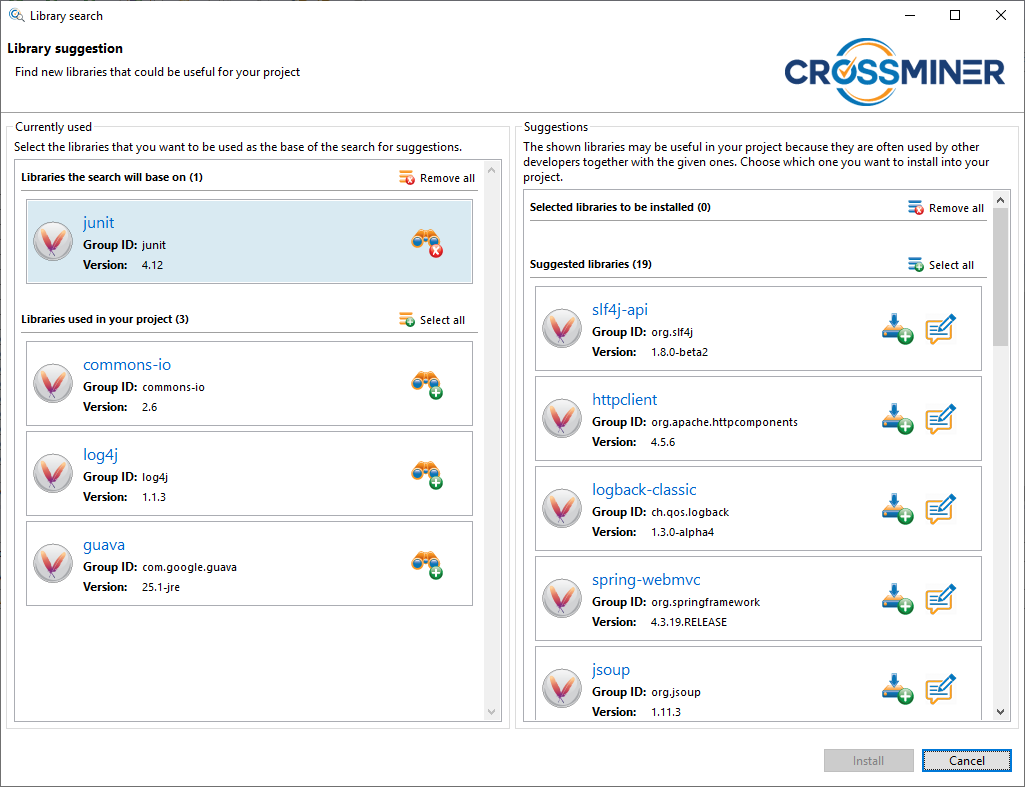 Library search
Library suggestion
Find new libraries that could be useful for your project
CROSSMINER
Currently used
Select the libraries that you want to be used as the base of the search for suggestions.
Libraries the search will base on (1)
Remove all
junit
Group ID: junit
Version: 4.12
Libraries used in your project (3)
Select all
commons-io
Group ID: commons-io
Version: 2.6
log4j
Group ID: log4j
Version: 1.1.3
guava
Group ID: com.google.guava
Version: 25.1-jre
Suggestions
The shown libraries may be useful in your project because they are often used by other
developers together with the given ones. Choose which one you want to install into your
project.
Selected libraries to be installed (0)
Remove all
Suggested libraries (19)
Select all
slf4j-api
Group ID: org.slf4j
Version: 1.8.0-beta2
httpclient
Group ID: org.apache.httpcomponents
Version: 4.5.6
logback-classic
Group ID: ch.qos.logback
Version: 1.3.0-alpha4
spring-webmvc
Group ID: org.springframework
Version: 4.3.19.RELEASE
jsoup
Group ID: org.jsoup
Version: 1.11.3
Install
Cancel